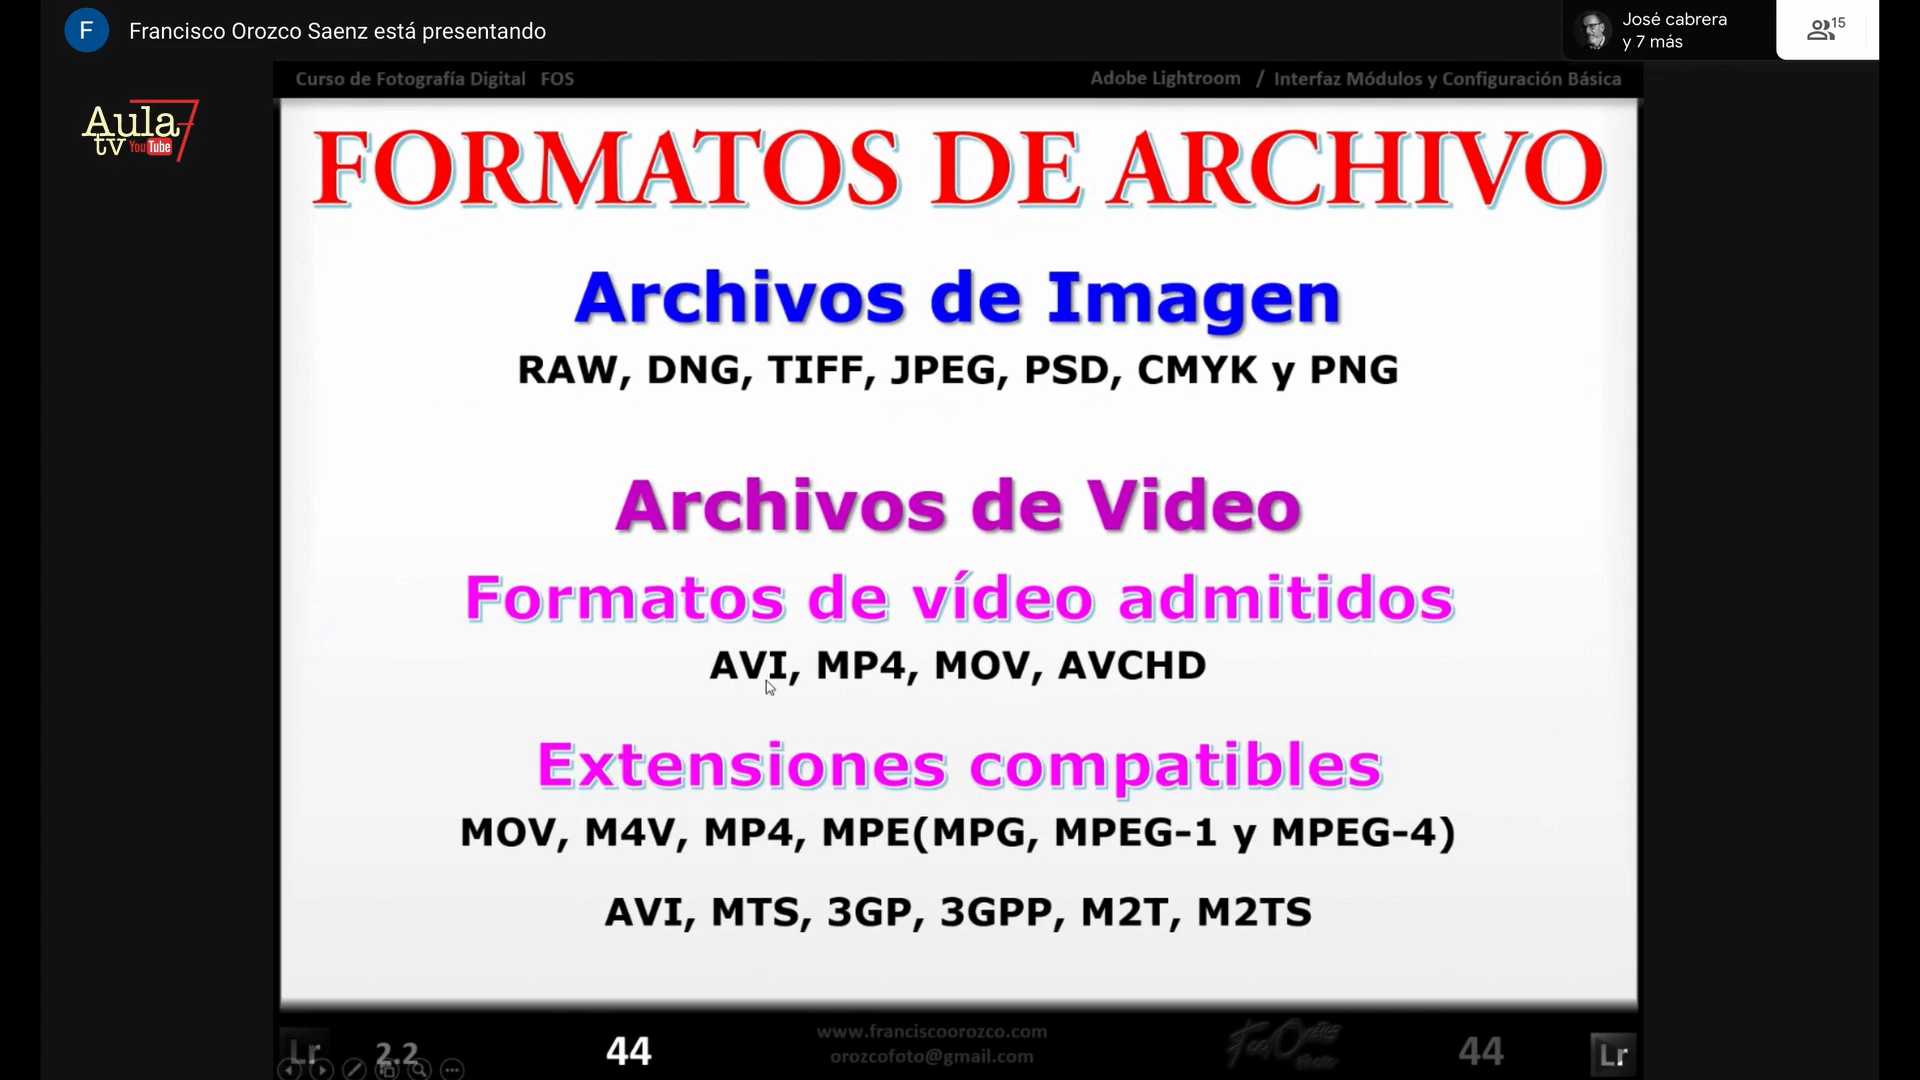 F Francisco Orozco Saenz está presentando
José cabrera
y 7 más
15
Curso de Fotografía Digital FOS
Adobe Lightroom / Interfaz Módulos y Configuración Básica
Aula 7
tv YouTube
FORMATOS DE ARCHIVO
Archivos de Imagen
RAW, DNG, TIFF, JPEG, PSD, CMYK y PNG
Archivos de Video
Formatos de vídeo admitidos
AVI, MP4, MOV, AVCHD
Extensiones compatibles
MOV, M4V, MP4, MPE(MPG, MPEG-1 y MPEG-4)
AVI, MTS, 3GP, 3GPP, M2T, M2TS
Lr 2.2 44
www.franciscoorozco.com
orozcofoto@gmail.com
44 Lr